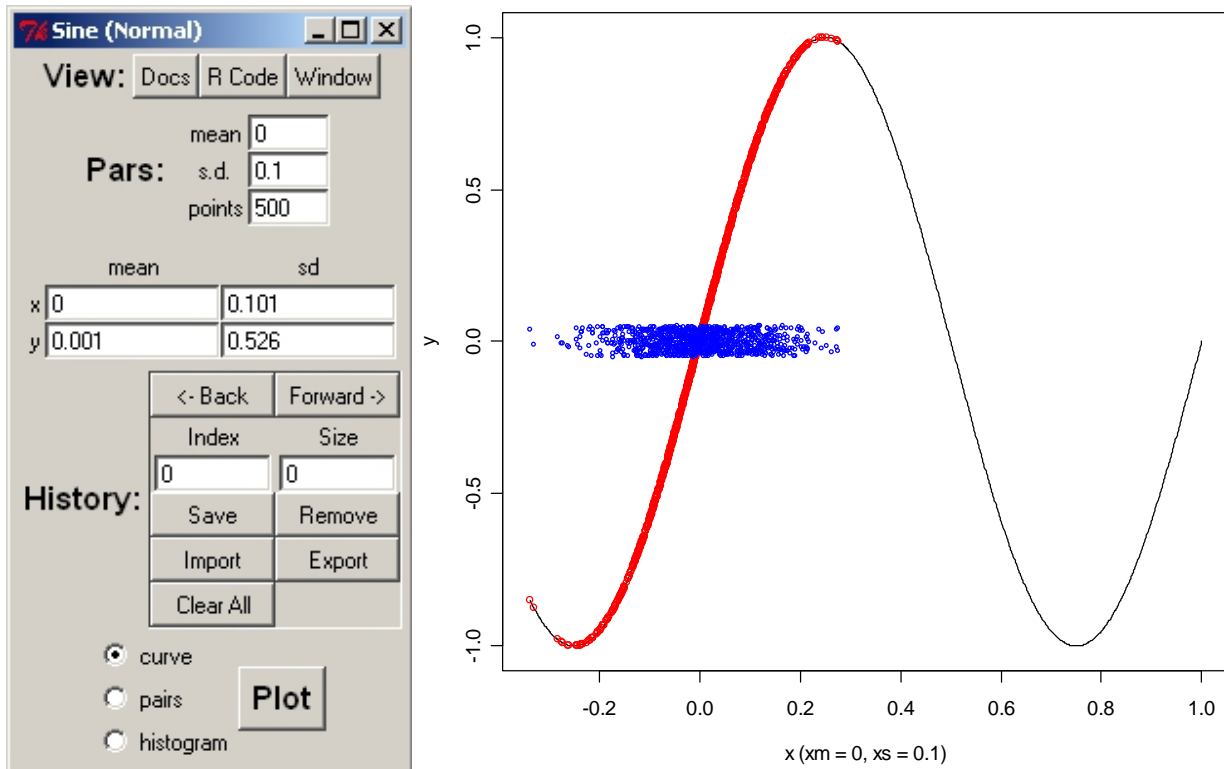 Sine (Normal)
View: Docs R Code Window
Pars:
mean 0
s.d. 0.1
points 500
mean sd
x 0 0.101
y 0.001 0.526
History:
<- Back Forward ->
Index Size
0 0
Save Remove
Import Export
Clear All
curve
pairs
histogram
Plot
1.0
0.5
0.0
-0.5
-1.0
y
-0.2 0.0 0.2 0.4 0.6 0.8 1.0
x (xm = 0, xs = 0.1)